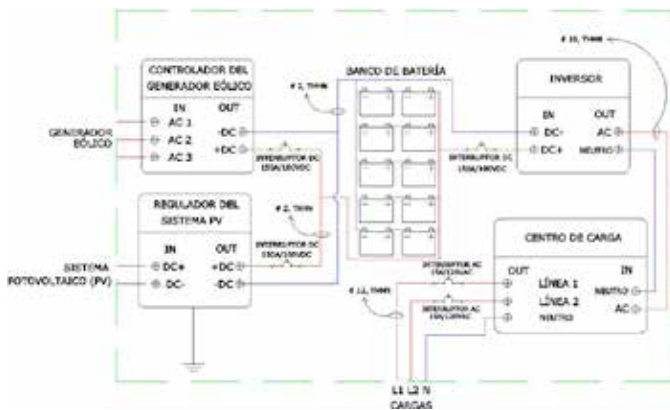 CONTROLADOR DEL
GENERADOR EÓLICO
IN OUT
AC 1
AC 2
AC 3
-DC
+DC
GENERADOR
EÓLICO
# 2, THHN
BANCO DE BATERÍA
# 10, THHN
INVERSOR
IN OUT
DC-
DC+
AC
NEUTRO
INTERRUPTOR DC
INTERRUPTOR DC
REGULADOR DEL
SISTEMA PV
IN OUT
DC+
DC-
+DC
-DC
SISTEMA
FOTOVOLTAICO (PV)
# 2, THHN
INTERRUPTOR DC
CENTRO DE CARGA
OUT IN
LÍNEA 1
LÍNEA 2
NEUTRO
NEUTRO
AC
INTERRUPTOR AC
INTERRUPTOR AC
# 12, THHN
L1 L2 N
CARGAS